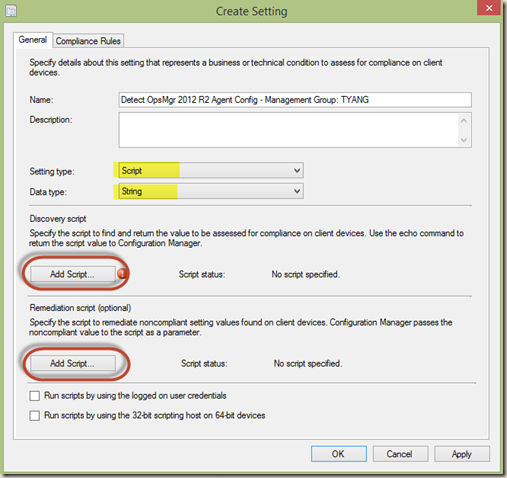 Create Setting
General
Compliance Rules
Specify details about this setting that represents a business or technical condition to assess for compliance on client
devices.
Name:
Detect OpsMgr 2012 R2 Agent Config - Management Group: TYANG
Description:
Setting type:
Script
Data type:
String
Discovery script
Specify the script to find and return the value to be assessed for compliance on client devices. Use the echo command to
return the script value to Configuration Manager.
Add Script...
Script status:
No script specified.
Remediation script (optional)
Specify the script to remediate noncompliant setting values found on client devices. Configuration Manager passes the
noncompliant value to the script as a parameter.
Add Script...
Script status:
No script specified.
Run scripts by using the logged on user credentials
Run scripts by using the 32-bit scripting host on 64-bit devices
OK
Cancel
Apply